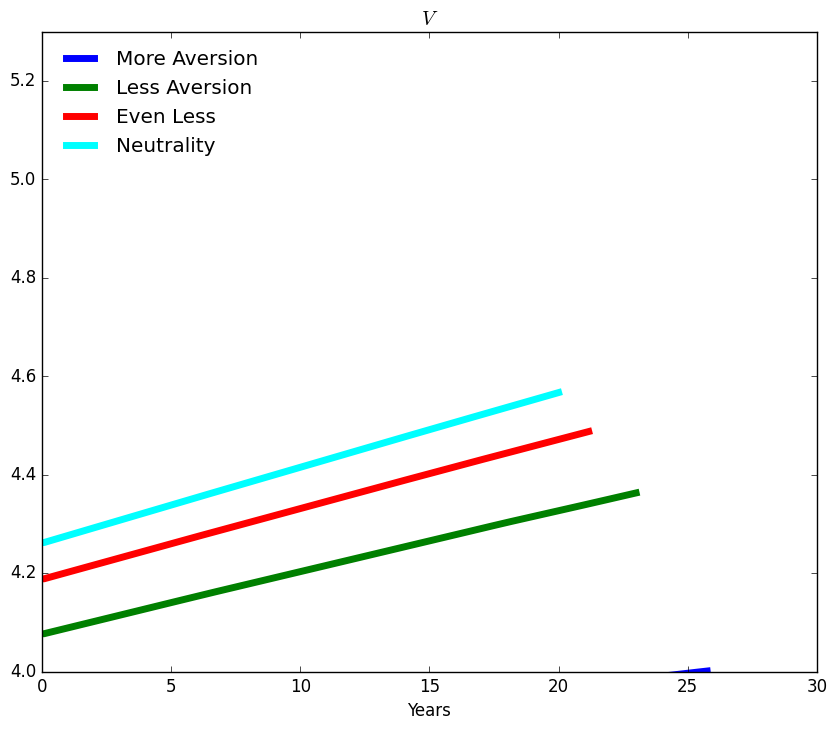 V
More Aversion
Less Aversion
Even Less
Neutrality
5.2
5.0
4.8
4.6
4.4
4.2
4.0
0 5 10 15 20 25 30
Years